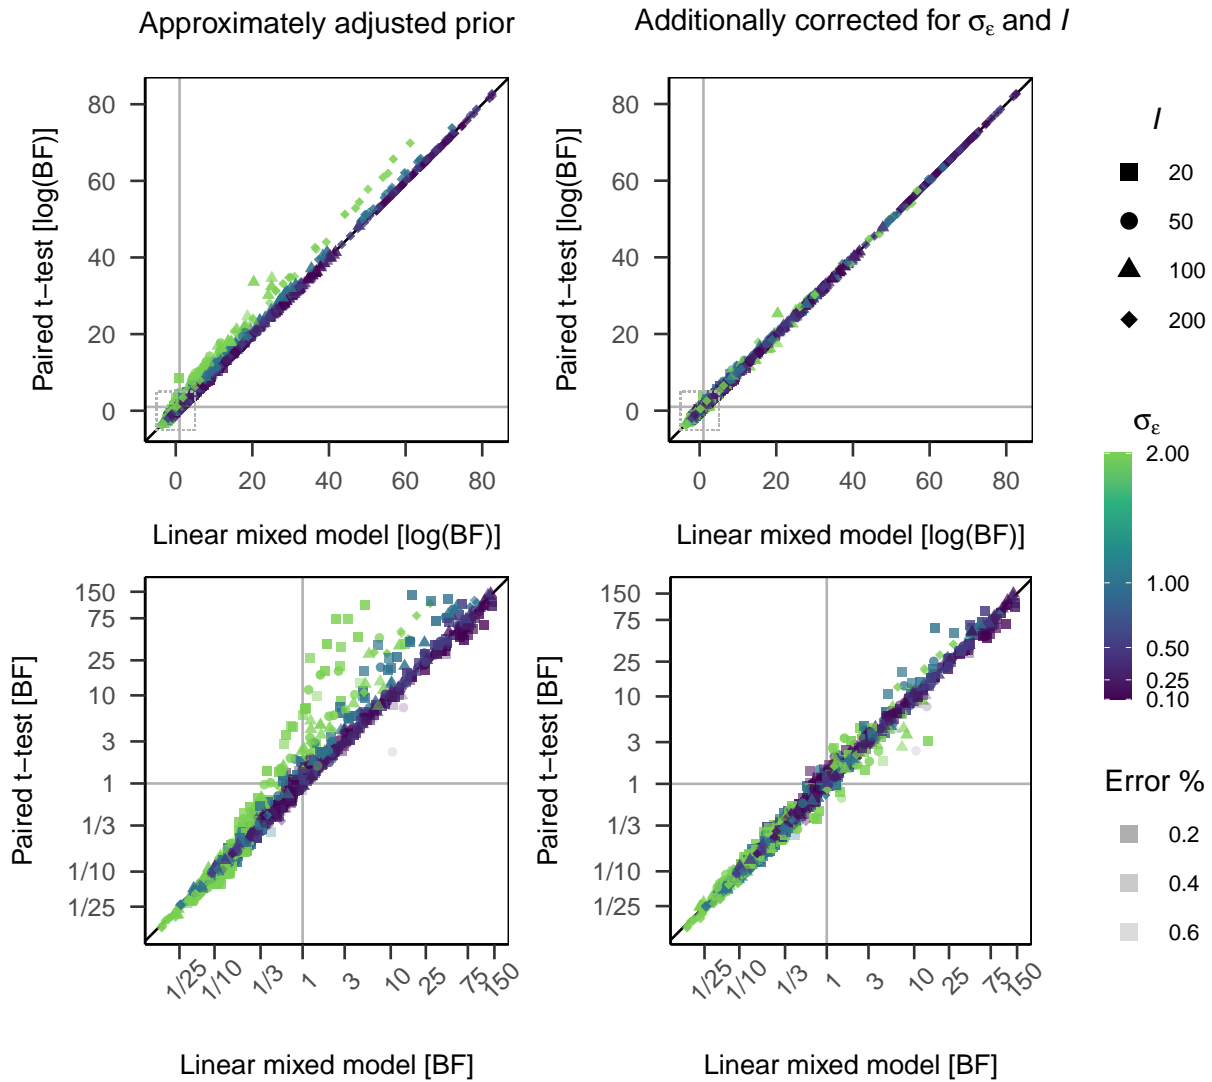 Approximately adjusted prior
Additionally corrected for σε and I
Paired t−test [log(BF)]
80
60
40
20
0
0 20 40 60 80
Linear mixed model [log(BF)]
Paired t−test [log(BF)]
80
60
40
20
0
0 20 40 60 80
Linear mixed model [log(BF)]
Paired t−test [BF]
150
75
25
10
3
1
1/3
1/10
1/25
1/25 1/10 1/3 1 3 10 25 75 150
Linear mixed model [BF]
Paired t−test [BF]
150
75
25
10
3
1
1/3
1/10
1/25
1/25 1/10 1/3 1 3 10 25 75 150
Linear mixed model [BF]
I
20
50
100
200
σε
2.00
1.00
0.50
0.25
0.10
Error %
0.2
0.4
0.6